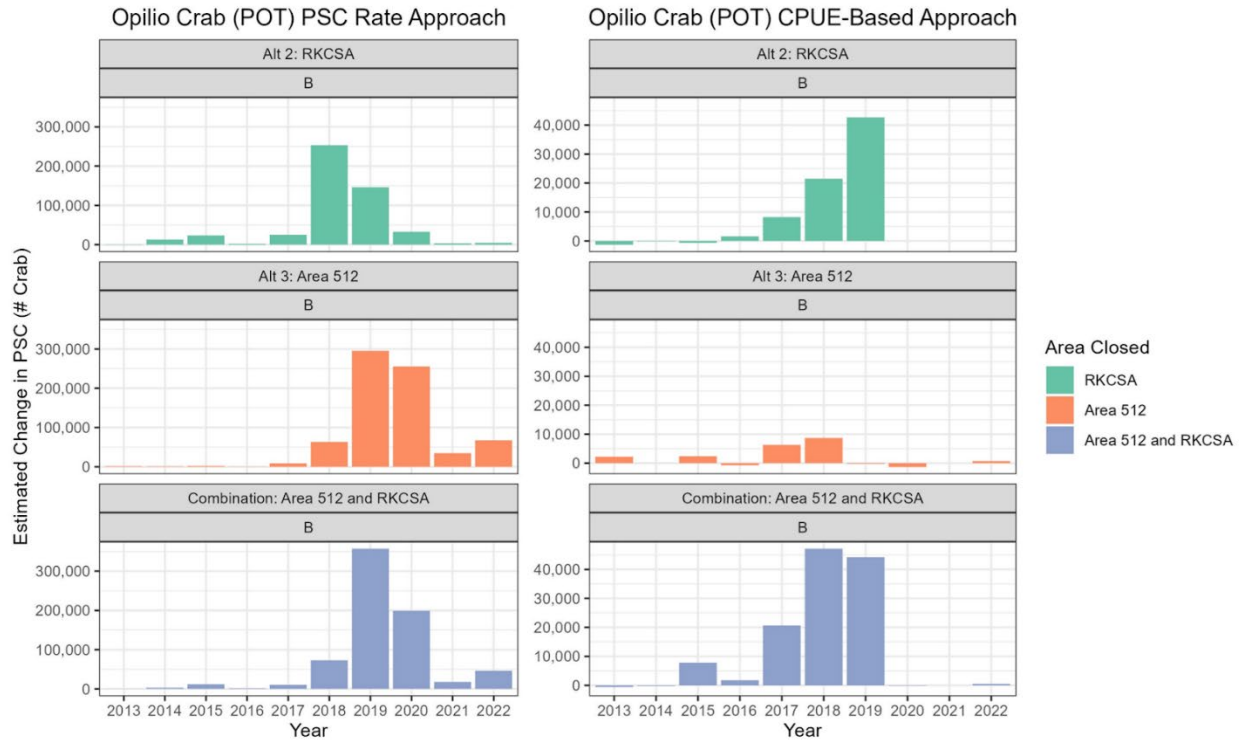 Opilio Crab (POT) PSC Rate Approach
Opilio Crab (POT) CPUE-Based Approach
Estimated Change in PSC (# Crab)
Alt 2: RKCSA
B
300,000
200,000
100,000
0
Alt 3: Area 512
B
300,000
200,000
100,000
0
Combination: Area 512 and RKCSA
B
300,000
200,000
100,000
0
2013 2014 2015 2016 2017 2018 2019 2020 2021 2022
Year
Alt 2: RKCSA
B
40,000
30,000
20,000
10,000
0
Alt 3: Area 512
B
40,000
30,000
20,000
10,000
0
Combination: Area 512 and RKCSA
B
40,000
30,000
20,000
10,000
0
2013 2014 2015 2016 2017 2018 2019 2020 2021 2022
Year
Area Closed
RKCSA
Area 512
Area 512 and RKCSA